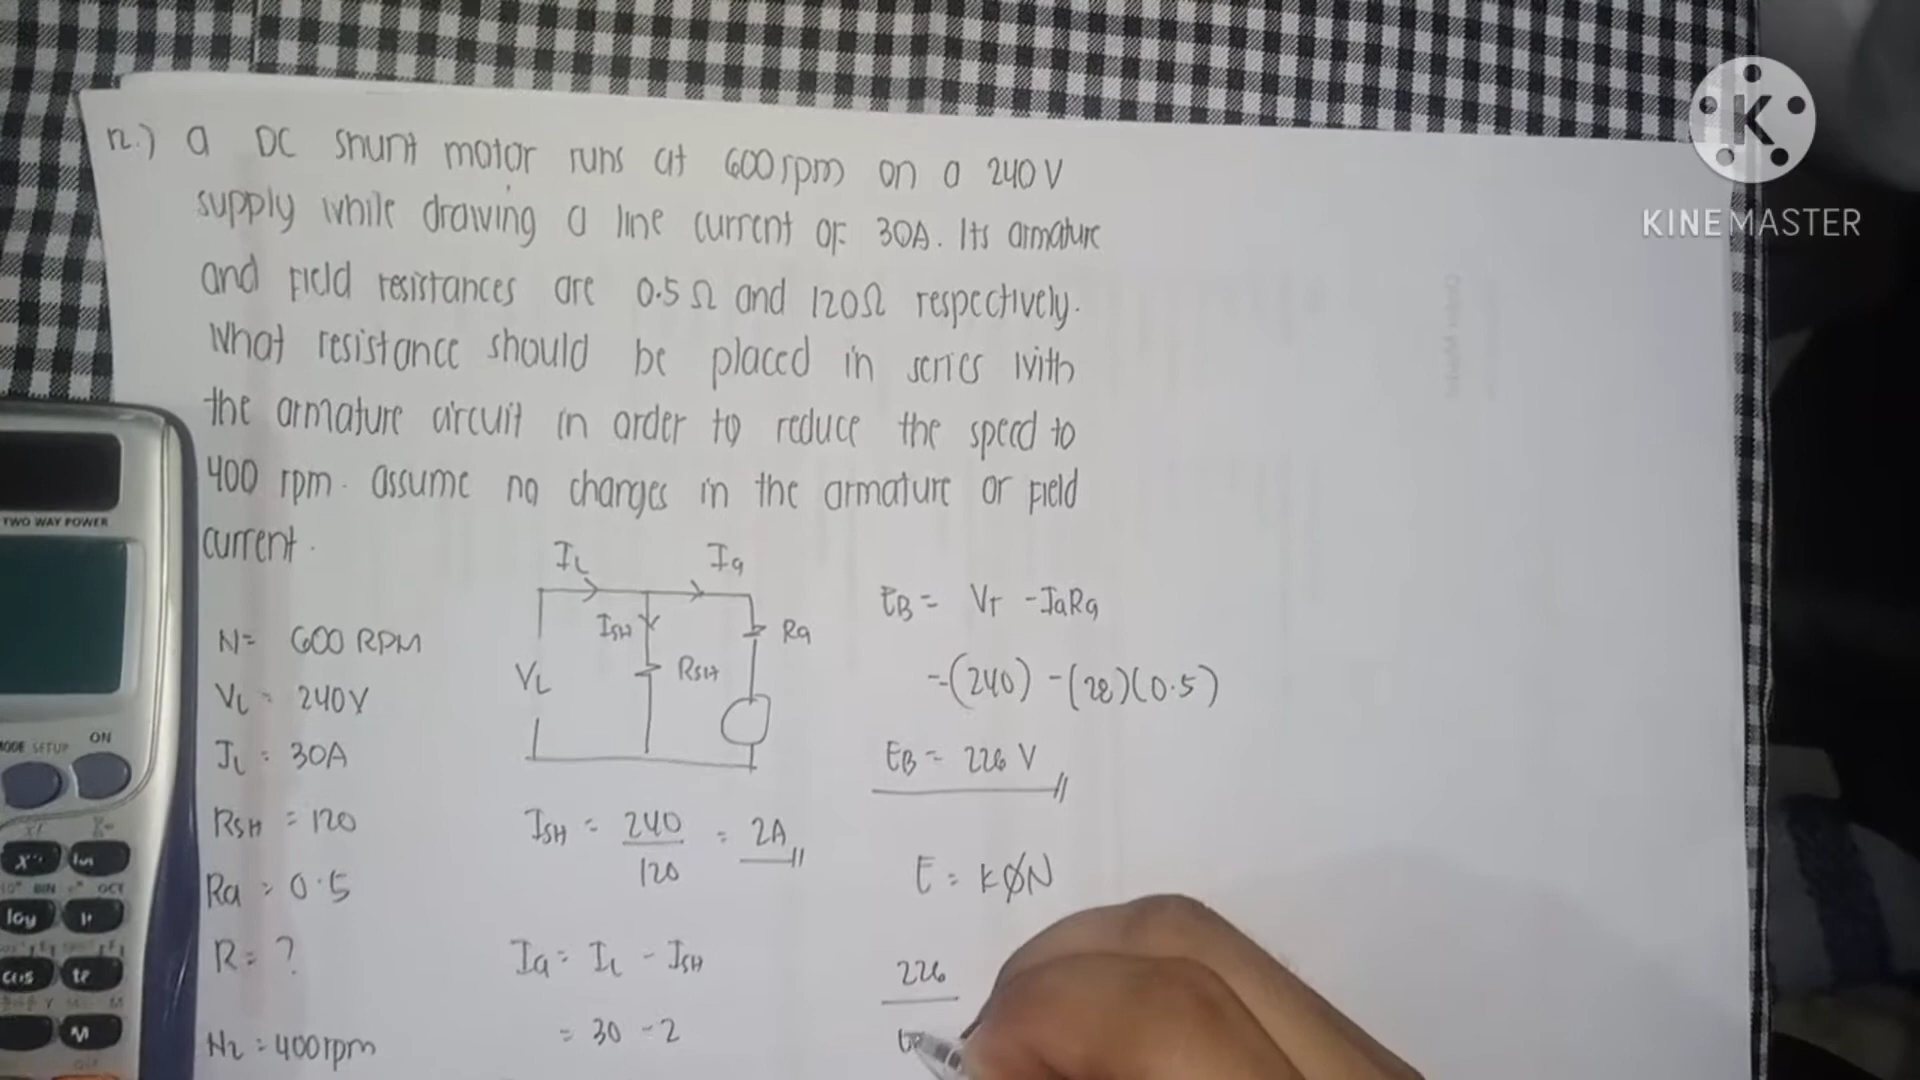 12.) a DC shunt motor runs at 600rpm on a 240V
supply while drawing a line current of 30A. Its armature
and field resistances are 0.5Ω and 120Ω respectively.
What resistance should be placed in series with
the armature circuit in order to reduce the speed to
400 rpm. assume no changes in the armature or field
current.
N= 600 RPM
VL = 240V
IL = 30A
RSH = 120
Ra = 0.5
R = ?
N2 = 400rpm
IL
Ia
ISH
Ra
RSH
VL
ISH = 240/120 = 2A
Ia = IL - ISH
= 30 - 2
EB = VT - IaRa
=(240) - (28)(0.5)
EB = 226 V
E = KØN
226
K
KINEMASTER
TWO WAY POWER
MODE SETUP
ON